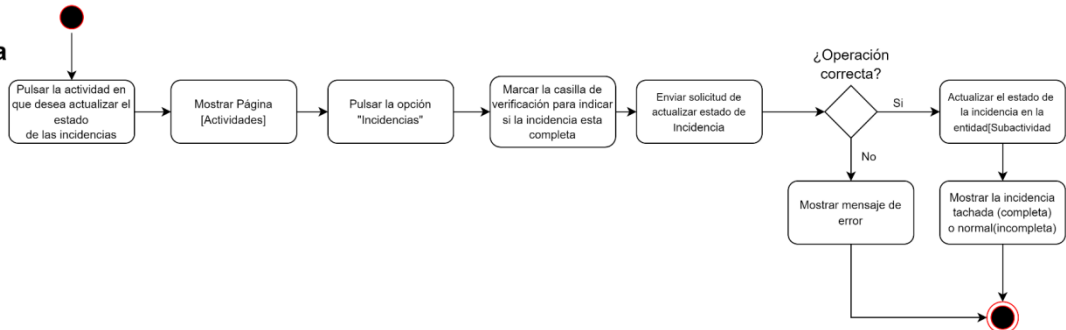 a
Pulsar la actividad en
que desea actualizar el
estado
de las incidencias
Mostrar Página
[Actividades]
Pulsar la opción
"Incidencias"
Marcar la casilla de
verificación para indicar
si la incidencia esta
completa
Enviar solicitud de
actualizar estado de
Incidencia
¿Operación
correcta?
Si
No
Actualizar el estado de
la incidencia en la
entidad[Subactividad
Mostrar mensaje de
error
Mostrar la incidencia
tachada (completa)
o normal(incompleta)